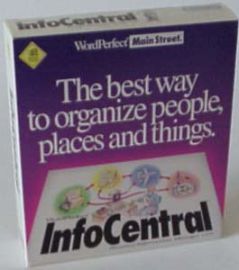 InfoCentral
WordPerfect Main Street.
The best way
to organize people,
places and things.
InfoCentral